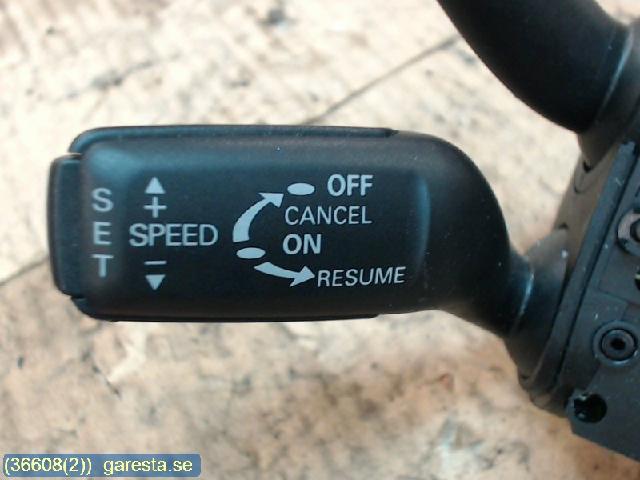 SET
+
SPEED
−
OFF
CANCEL
ON
RESUME
(36608(2)) garesta.se